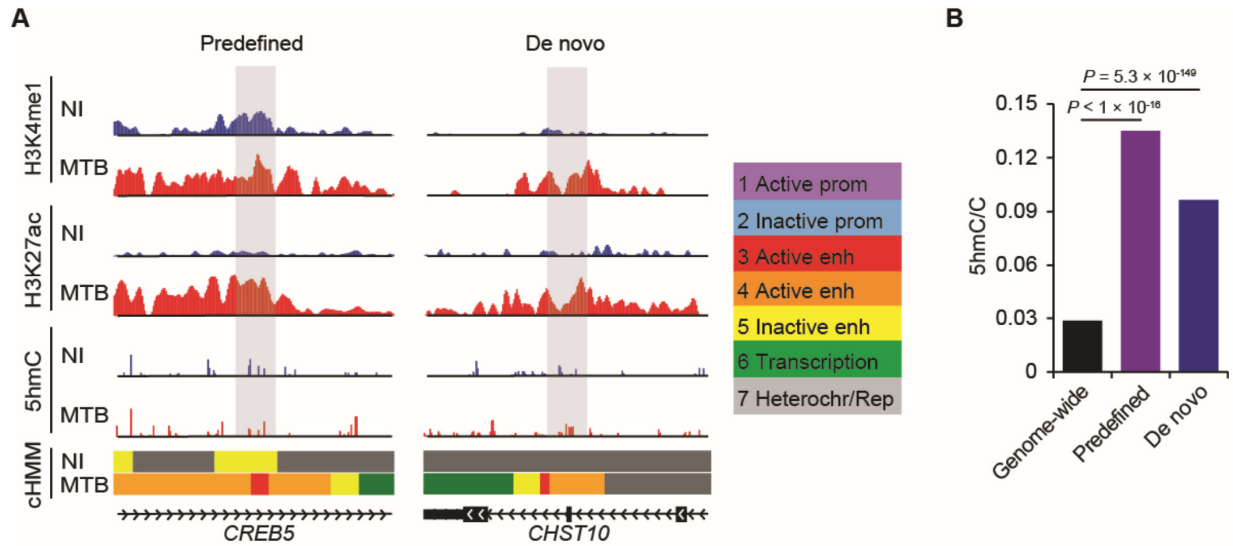 A
Predefined
De novo
H3K4me1
NI
MTB
H3K27ac
NI
MTB
5hmC
NI
MTB
cHMM
NI
MTB
CREB5
CHST10
1 Active prom
2 Inactive prom
3 Active enh
4 Active enh
5 Inactive enh
6 Transcription
7 Heterochr/Rep
B
P = 5.3 × 10-149
P < 1 × 10-16
5hmC/C
0.15
0.12
0.09
0.06
0.03
0
Genome-wide
Predefined
De novo